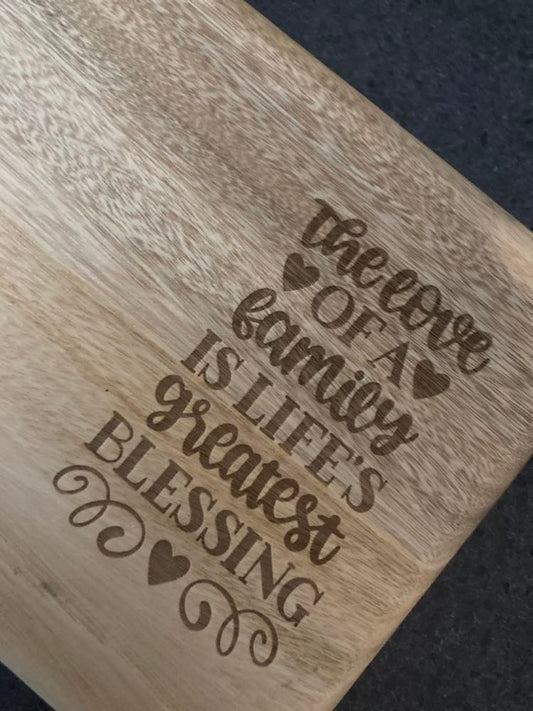 the love
OF A
family
IS LIFE'S
greatest
BLESSING